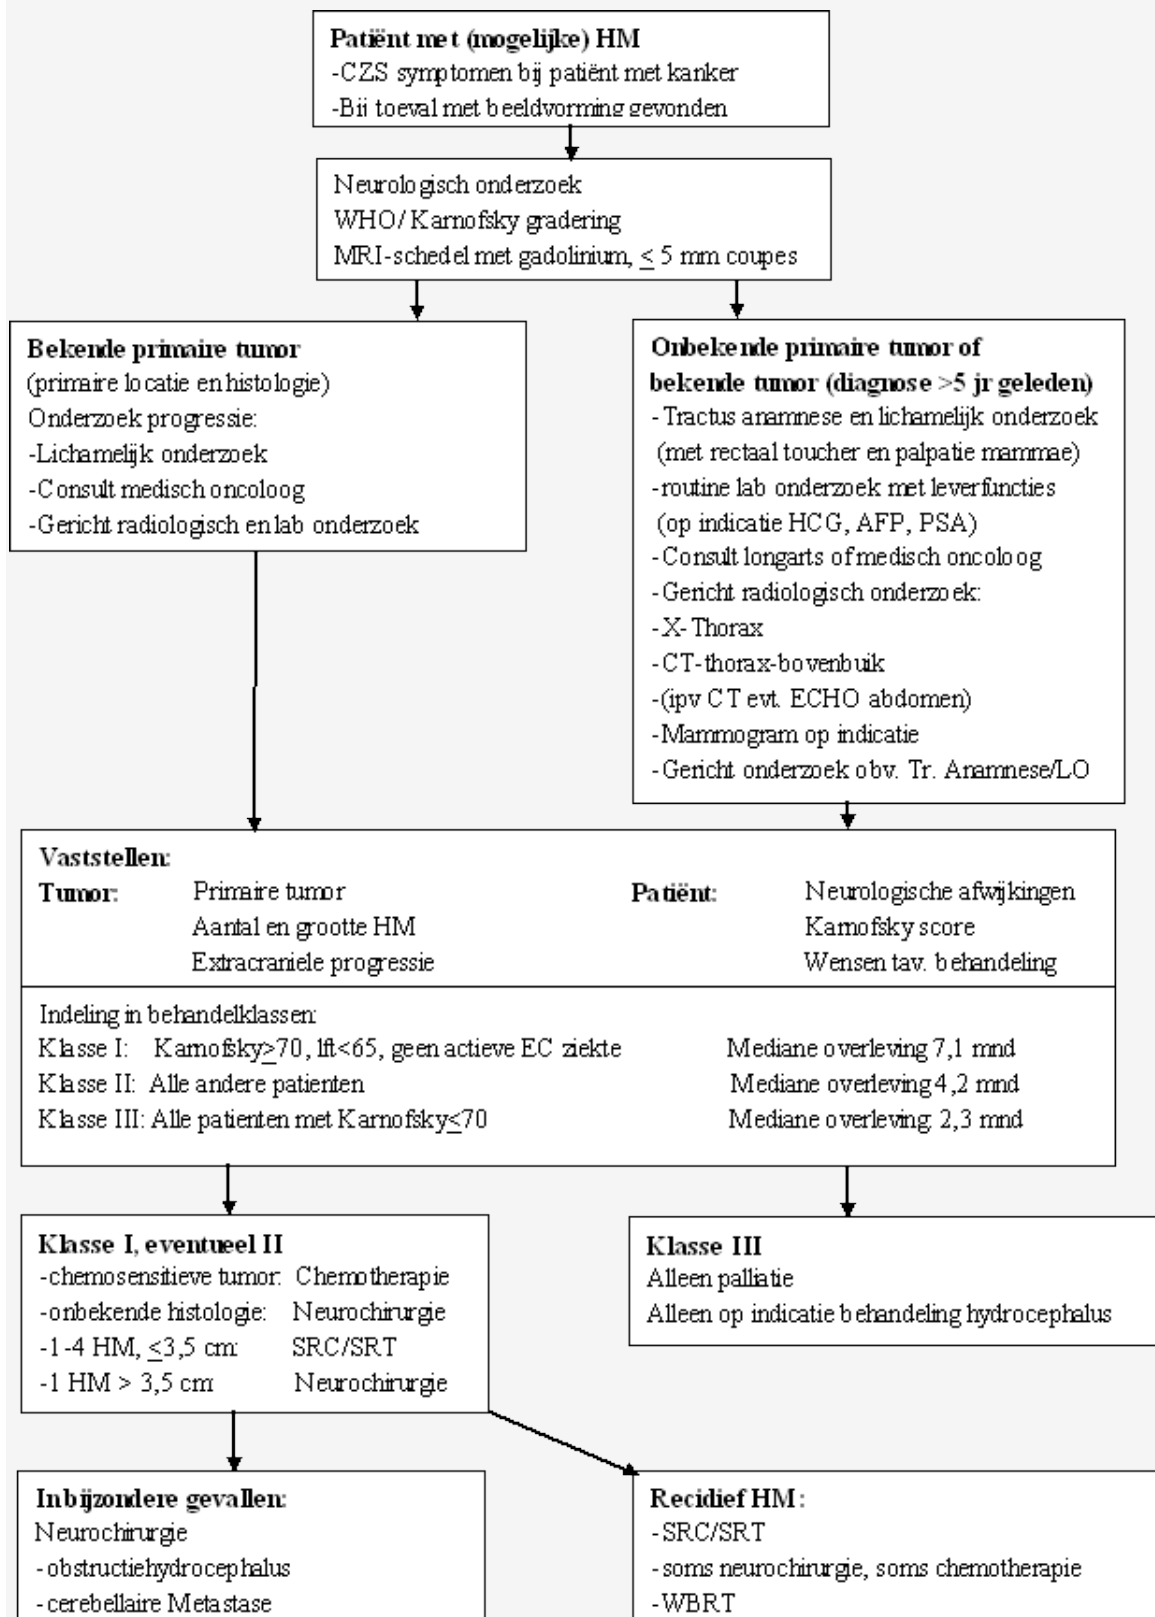 Patiënt met (mogelijke) HM
-CZS symptomen bij patiënt met kanker
-Bij toeval met beeldvorming gevonden
Neurologisch onderzoek
WHO/ Karnofsky gradering
MRI-schedel met gadolinium, ≤ 5 mm coupes
Bekende primaire tumor
(primaire locatie en histologie)
Onderzoek progressie:
-Lichamelijk onderzoek
-Consult medisch oncoloog
-Gericht radiologisch en lab onderzoek
Onbekende primaire tumor of
bekende tumor (diagnose >5 jr geleden)
-Tractus anamnese en lichamelijk onderzoek
(met rectaal toucher en palpatie mammae)
-routine lab onderzoek met leverfuncties
(op indicatie HCG, AFP, PSA)
-Consult longarts of medisch oncoloog
-Gericht radiologisch onderzoek:
-X-Thorax
-CT-thorax-bovenbuik
-(ipv CT evt. ECHO abdomen)
-Mammogram op indicatie
-Gericht onderzoek obv. Tr. Anamnese/LO
Vaststellen:
Tumor: Primaire tumor
Aantal en grootte HM
Extracraniele progressie
Patiënt: Neurologische afwijkingen
Karnofsky score
Wensen tav. behandeling
Indeling in behandelklassen:
Klasse I: Karnofsky≥70, lft<65, geen actieve EC ziekte Mediane overleving 7,1 mnd
Klasse II: Alle andere patienten Mediane overleving 4,2 mnd
Klasse III: Alle patienten met Karnofsky≤70 Mediane overleving: 2,3 mnd
Klasse I, eventueel II
-chemosensitieve tumor: Chemotherapie
-onbekende histologie: Neurochirurgie
-1-4 HM, ≤3,5 cm: SRC/SRT
-1 HM > 3,5 cm: Neurochirurgie
Klasse III
Alleen palliatie
Alleen op indicatie behandeling hydrocephalus
In bijzondere gevallen:
Neurochirurgie
-obstructiehydrocephalus
-cerebellaire Metastase
Recidief HM:
-SRC/SRT
-soms neurochirurgie, soms chemotherapie
-WBRT